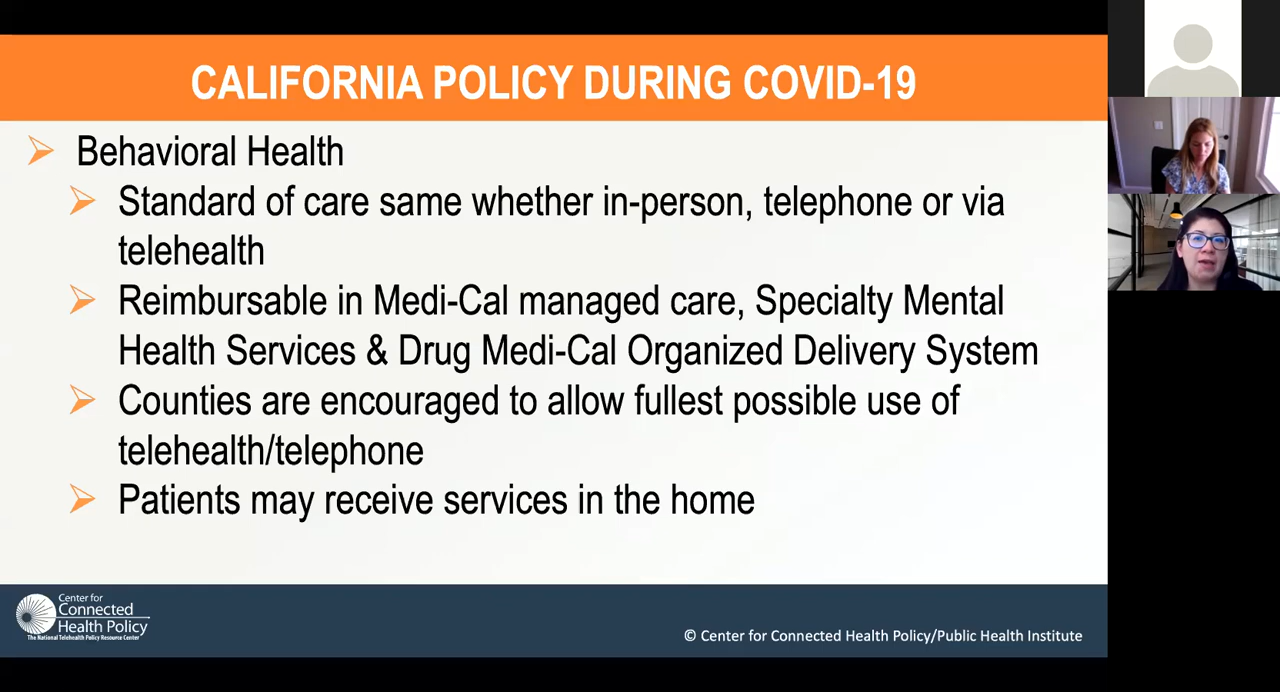 CALIFORNIA POLICY DURING COVID-19
Behavioral Health
Standard of care same whether in-person, telephone or via
telehealth
Reimbursable in Medi-Cal managed care, Specialty Mental
Health Services & Drug Medi-Cal Organized Delivery System
Counties are encouraged to allow fullest possible use of
telehealth/telephone
Patients may receive services in the home
Center for
Connected
Health Policy
The National Telehealth Policy Resource Center
© Center for Connected Health Policy/Public Health Institute